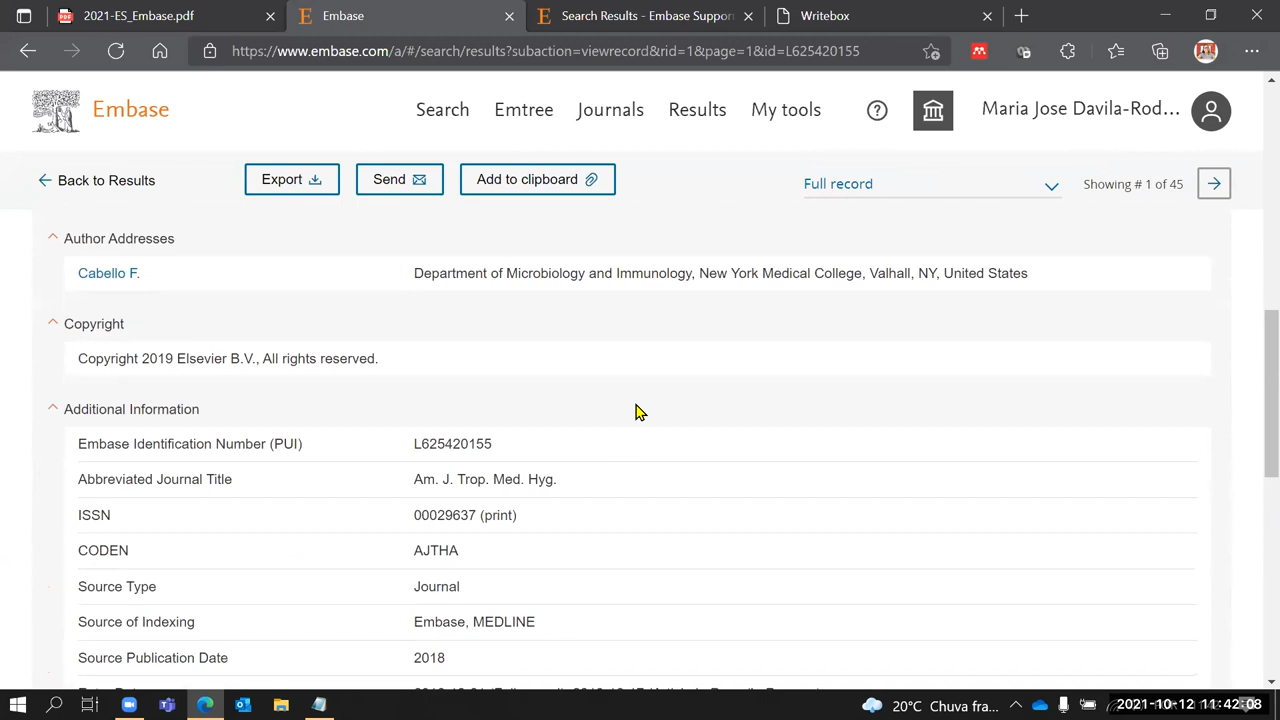 2021-ES_Embase.pdf
Embase
Search Results - Embase Suppor
Writebox
https://www.embase.com/a/#/search/results?subaction=viewrecord&rid=1&page=1&id=L625420155
Embase
Search
Emtree
Journals
Results
My tools
Maria Jose Davila-Rod...
Back to Results
Export
Send
Add to clipboard
Full record
Showing # 1 of 45
Author Addresses
Cabello F.
Department of Microbiology and Immunology, New York Medical College, Valhall, NY, United States
Copyright
Copyright 2019 Elsevier B.V., All rights reserved.
Additional Information
Embase Identification Number (PUI)
L625420155
Abbreviated Journal Title
Am. J. Trop. Med. Hyg.
ISSN
00029637 (print)
CODEN
AJTHA
Source Type
Journal
Source of Indexing
Embase, MEDLINE
Source Publication Date
2018
20°C Chuva fra...
2021-10-12 11:42:08